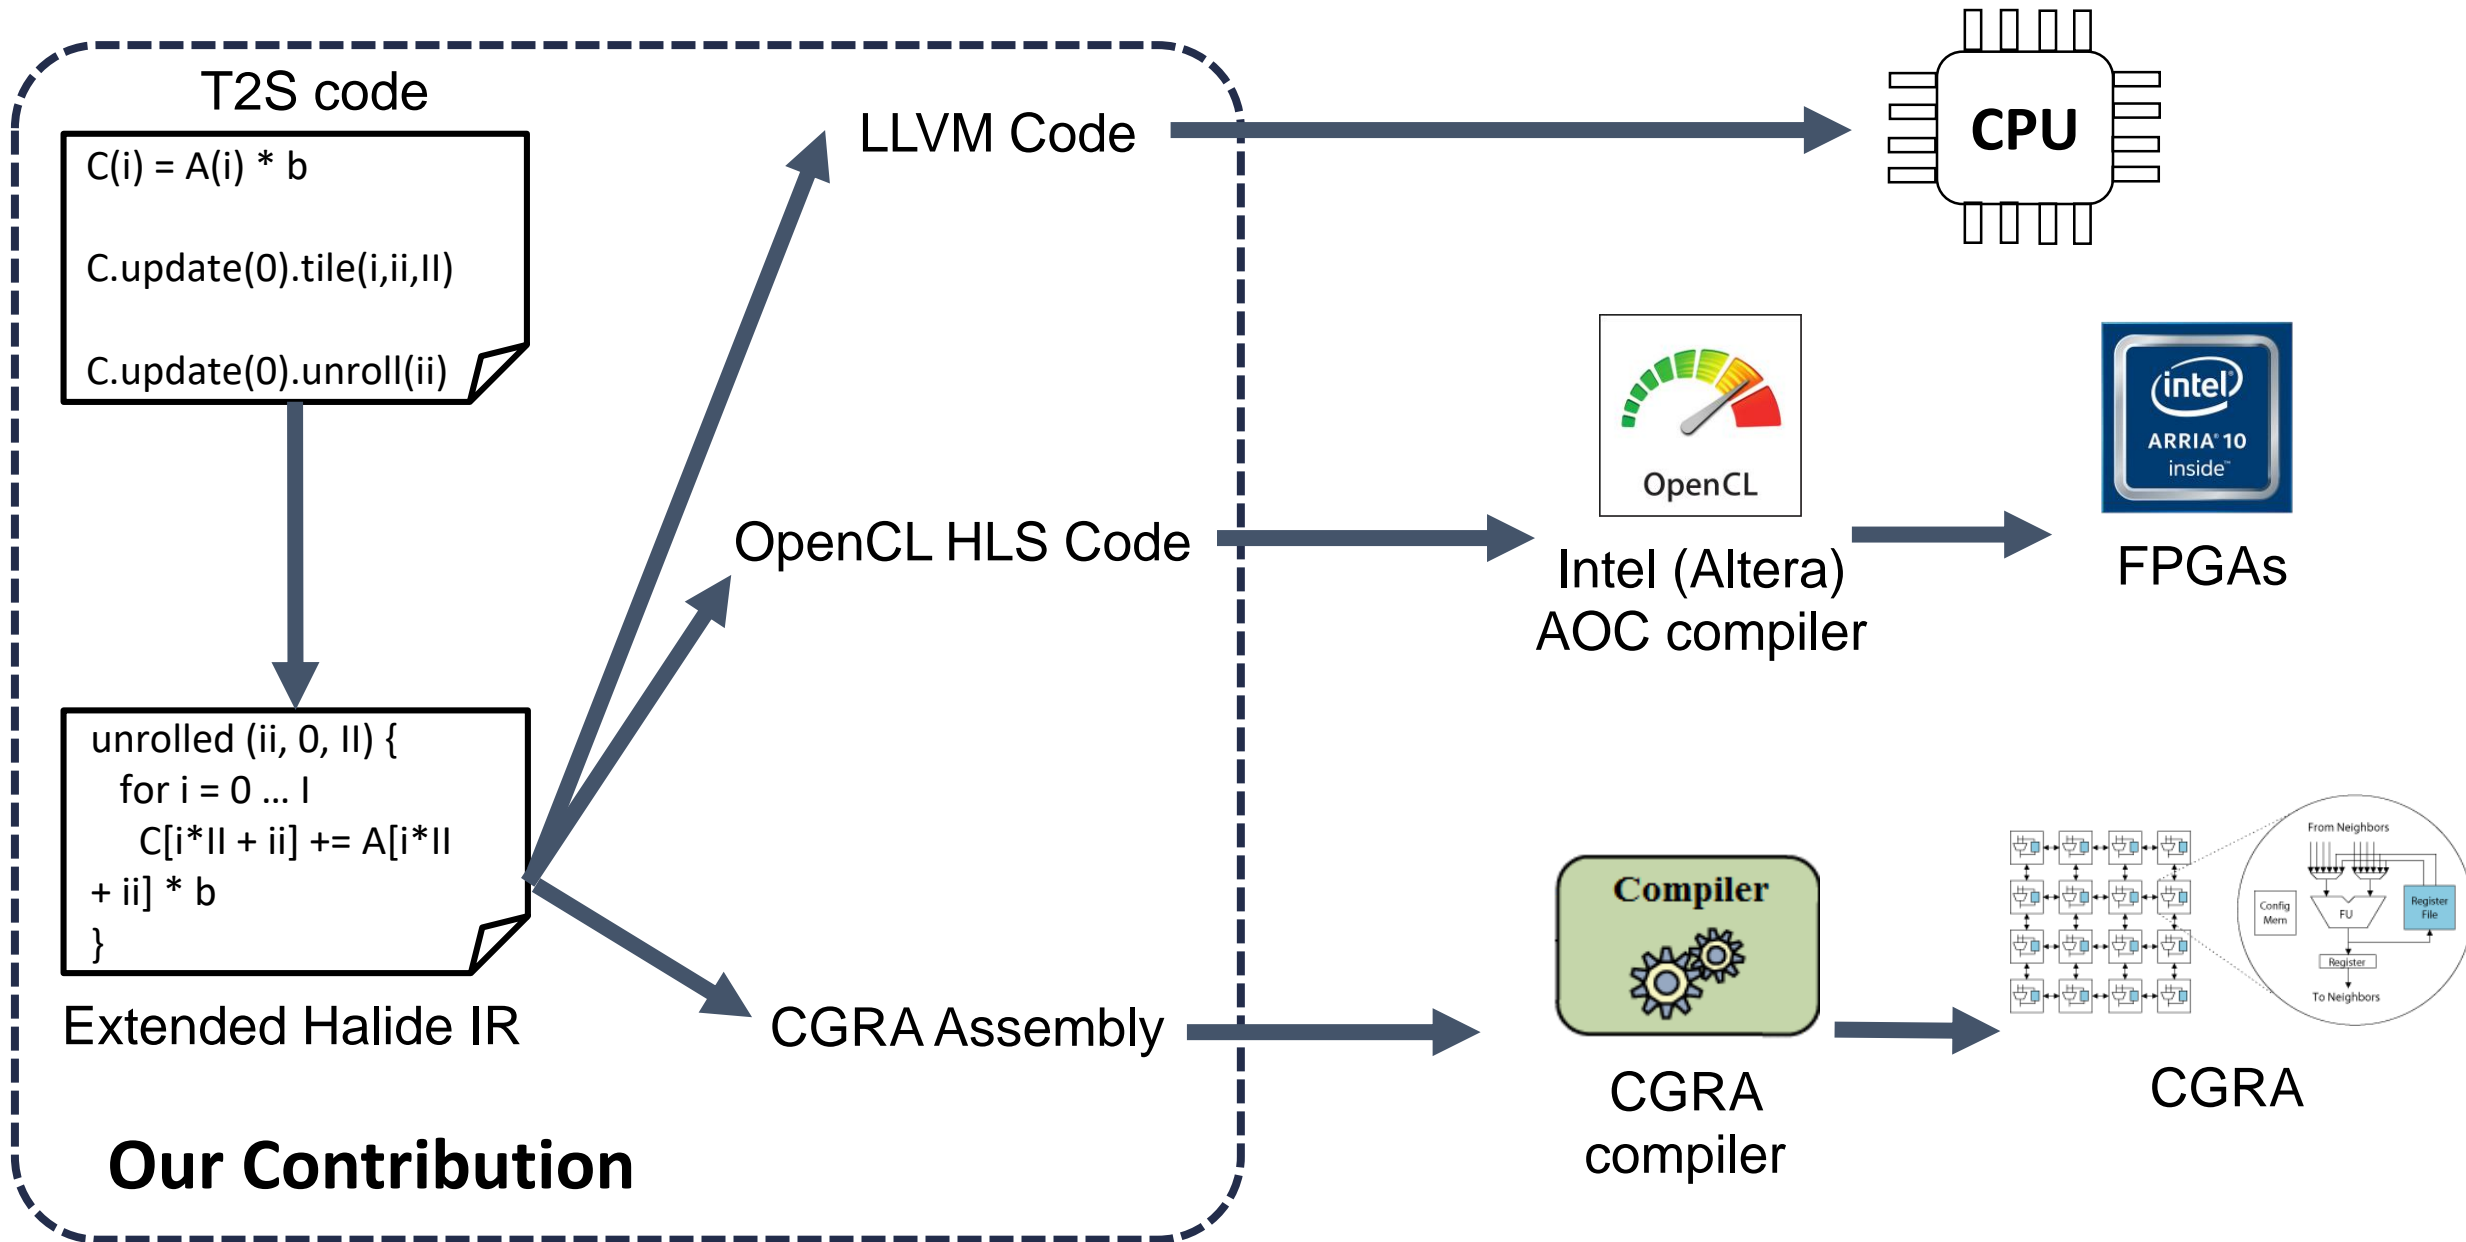 T2S code
C(i) = A(i) * b
C.update(0).tile(i,ii,II)
C.update(0).unroll(ii)
unrolled (ii, 0, II) {
for i = 0 … I
C[i*II + ii] += A[i*II
+ ii] * b
}
Extended Halide IR
Our Contribution
LLVM Code
OpenCL HLS Code
CGRA Assembly
CPU
OpenCL
Intel (Altera)
AOC compiler
intel®
ARRIA® 10
inside™
FPGAs
Compiler
CGRA
compiler
From Neighbors
Config
Mem
FU
Register
File
Register
To Neighbors
CGRA